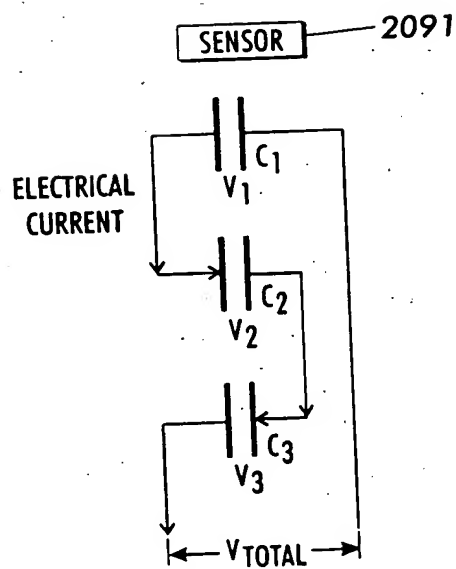 SENSOR
2091
C1
V1
ELECTRICAL
CURRENT
C2
V2
C3
V3
VTOTAL